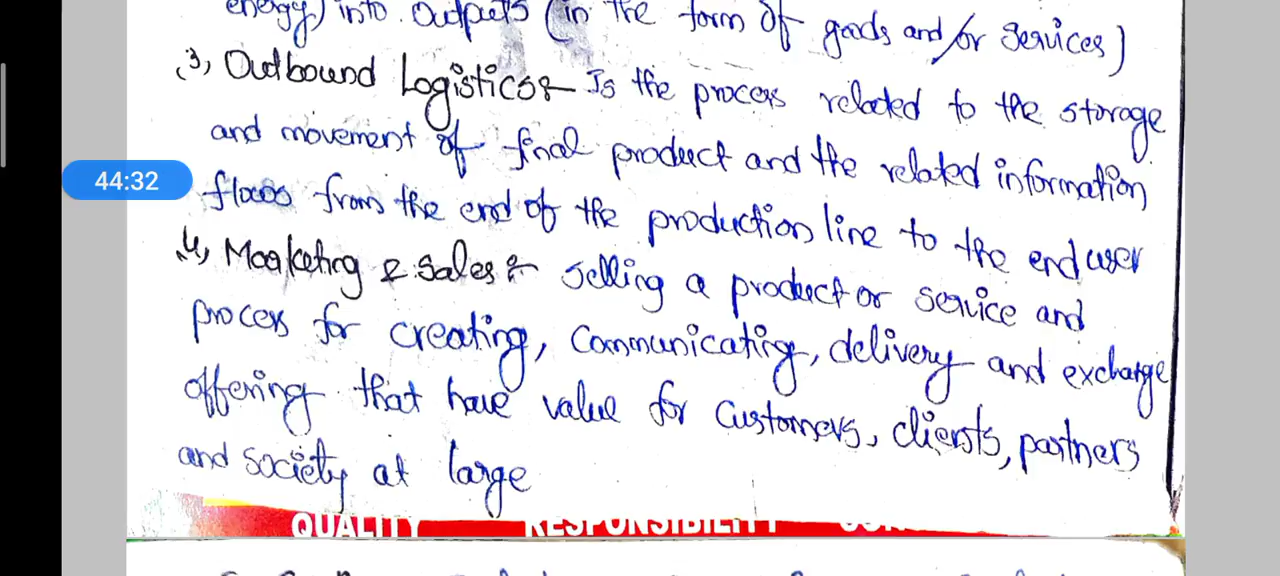 energy) into outputs (in the form of goods and/or services)
3, Outbound Logistics :- Is the process related to the storage
and movement of final product and the related information
44:32
flows from the end of the production line to the end user
4, Marketing & Sales :- Selling a product or service and
process for creating, communicating, delivery and exchange
offering that have value for customers, clients, partners
and society at large
QUALITY RESPONSIBILITY